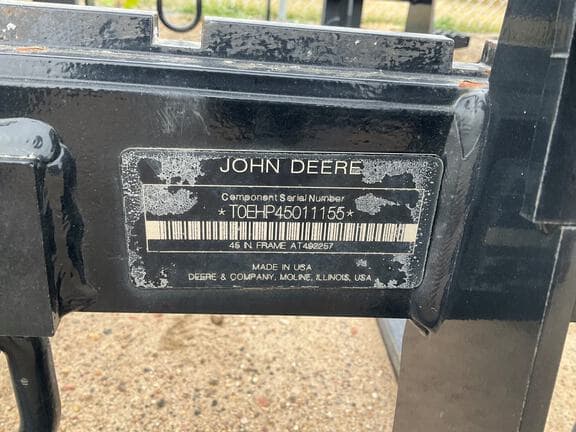 JOHN DEERE
Component Serial Number
*T0EHP45011155*
45 IN. FRAME AT492257
MADE IN USA
DEERE & COMPANY, MOLINE, ILLINOIS, USA